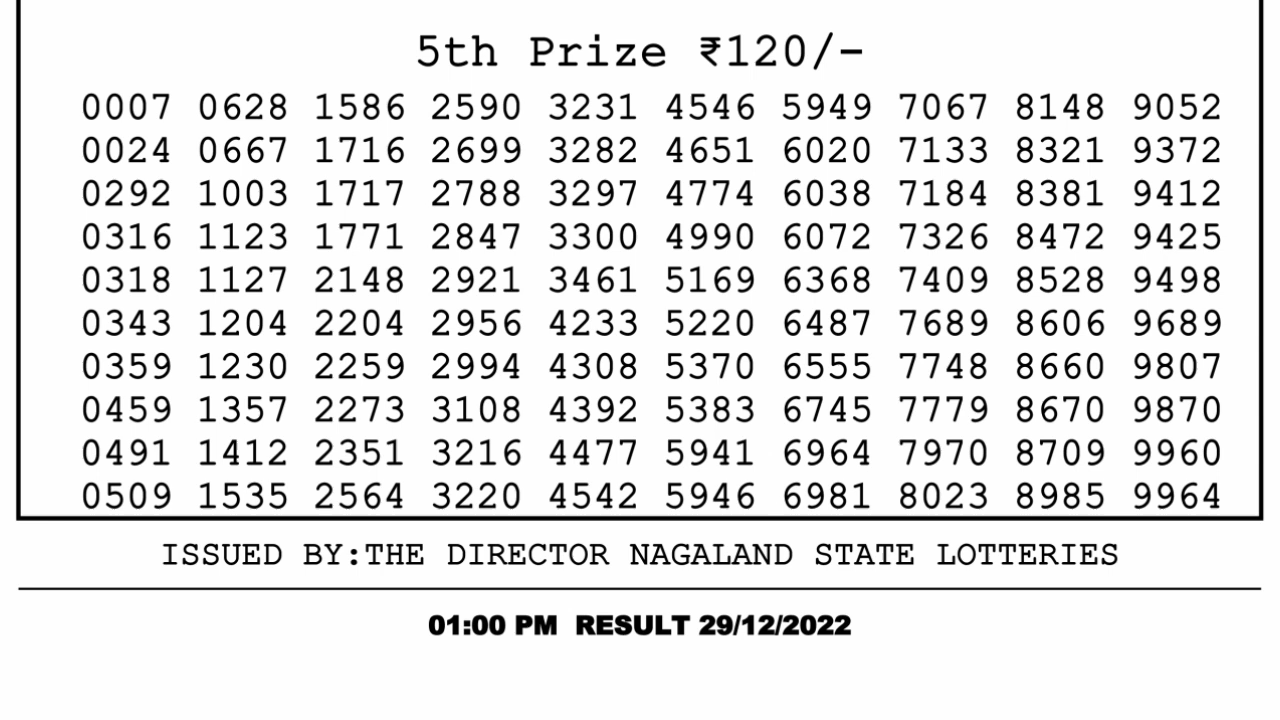 5th Prize ₹120/-
0007 0628 1586 2590 3231 4546 5949 7067 8148 9052
0024 0667 1716 2699 3282 4651 6020 7133 8321 9372
0292 1003 1717 2788 3297 4774 6038 7184 8381 9412
0316 1123 1771 2847 3300 4990 6072 7326 8472 9425
0318 1127 2148 2921 3461 5169 6368 7409 8528 9498
0343 1204 2204 2956 4233 5220 6487 7689 8606 9689
0359 1230 2259 2994 4308 5370 6555 7748 8660 9807
0459 1357 2273 3108 4392 5383 6745 7779 8670 9870
0491 1412 2351 3216 4477 5941 6964 7970 8709 9960
0509 1535 2564 3220 4542 5946 6981 8023 8985 9964
ISSUED BY:THE DIRECTOR NAGALAND STATE LOTTERIES
01:00 PM RESULT 29/12/2022